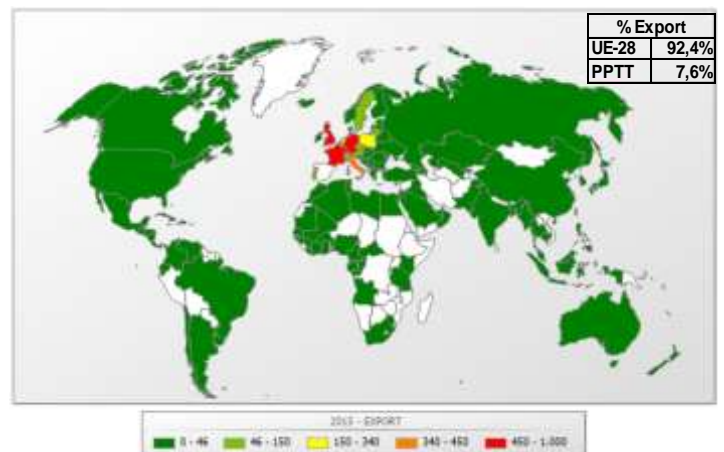 % Export
UE-28 92,4%
PPTT 7,6%
2015 - EXPORT
0 - 46 46 - 150 150 - 340 340 - 450 450 - 1.000